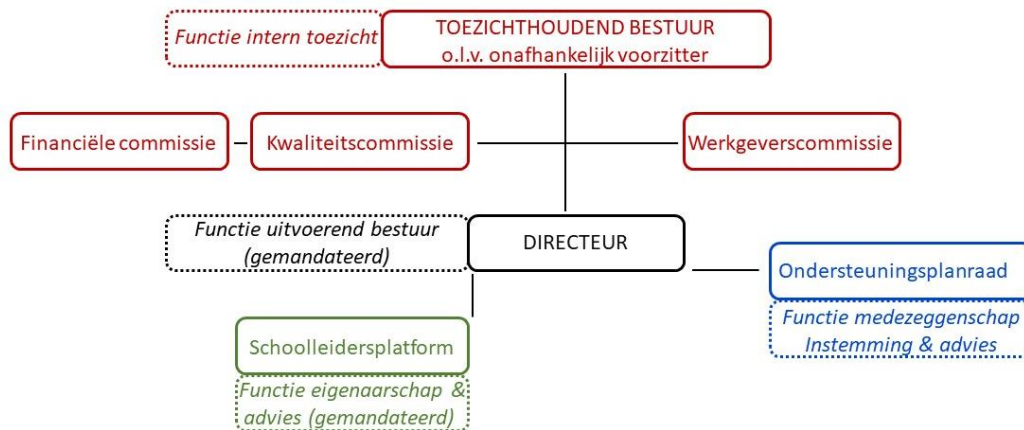 Functie intern toezicht
TOEZICHTHOUDEND BESTUUR
o.l.v. onafhankelijk voorzitter
Financiële commissie
Kwaliteitscommissie
Werkgeverscommissie
Functie uitvoerend bestuur
(gemandateerd)
DIRECTEUR
Ondersteuningsplanraad
Functie medezeggenschap
Instemming & advies
Schoolleidersplatform
Functie eigenaarschap &
advies (gemandateerd)